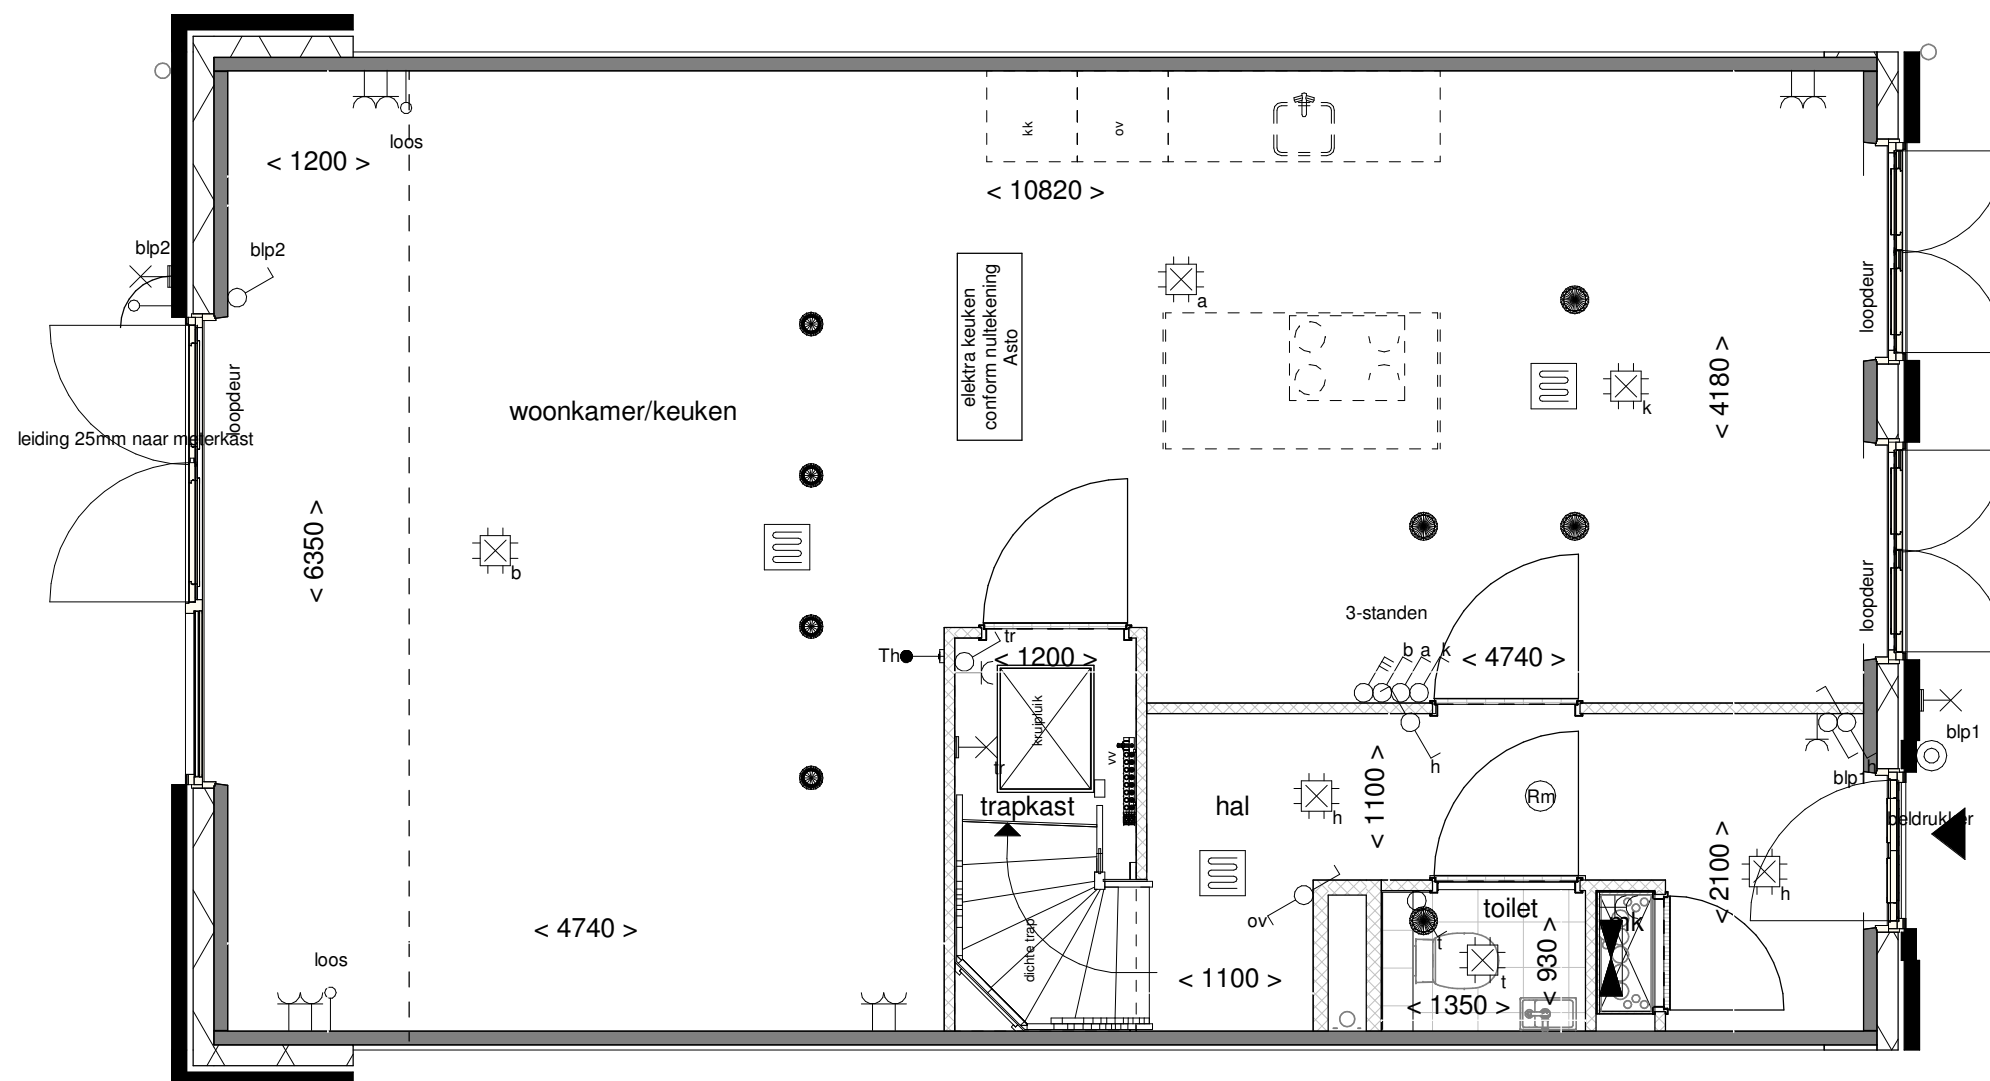 loos
< 1200 >
kk
ov
< 10820 >
blp2
blp2
loopdeur
a
elektra keuken
conform nultekening
Asto
loopdeur
< 4180 >
k
woonkamer/keuken
leiding 25mm naar meterkast
< 6350 >
b
loopdeur
3-standen
Th
tr
< 1200 >
b a k
< 4740 >
kruipluik
tr
vv
h
blp1
blp1
trapkast
hal
h
< 1100 >
Rm
beldrukker
< 2100 >
h
< 4740 >
dichte trap
ov
toilet
mk
t
< 930 >
t
loos
< 1100 >
< 1350 >